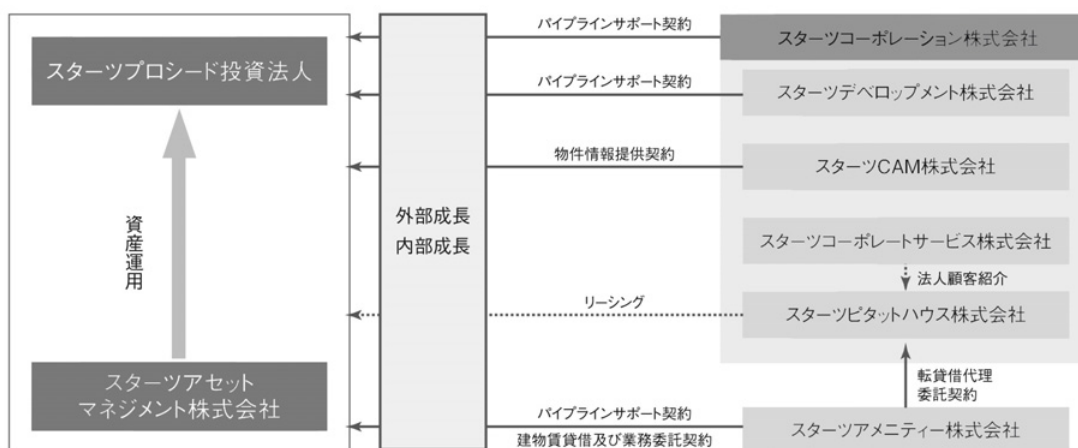 パイプラインサポート契約
スターツコーポレーション株式会社
スターツプロシード投資法人
パイプラインサポート契約
スターツデベロップメント株式会社
物件情報提供契約
スターツCAM株式会社
資産運用
外部成長
内部成長
スターツコーポレートサービス株式会社
法人顧客紹介
リーシング
スターツピタットハウス株式会社
スターツアセット
マネジメント株式会社
転貸借代理
委託契約
パイプラインサポート契約
建物賃貸借及び業務委託契約
スターツアメニティー株式会社